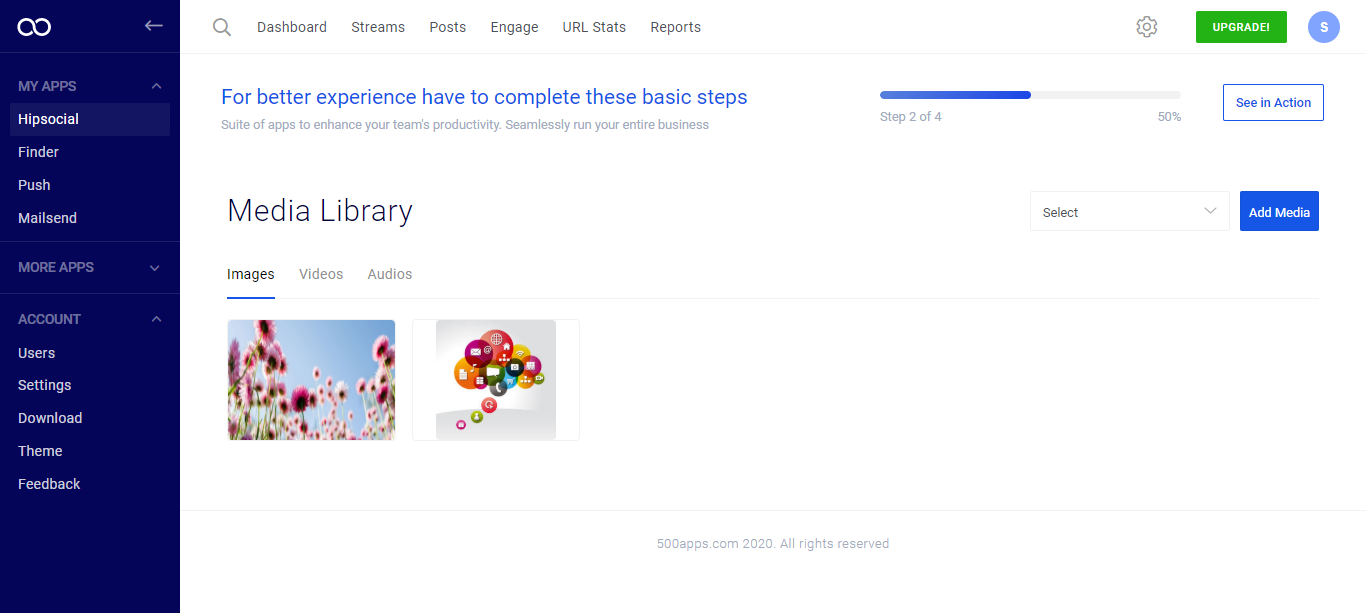 Dashboard Streams Posts Engage URL Stats Reports UPGRADE! S
MY APPS
Hipsocial
Finder
Push
Mailsend
MORE APPS
ACCOUNT
Users
Settings
Download
Theme
Feedback
For better experience have to complete these basic steps
Suite of apps to enhance your team's productivity. Seamlessly run your entire business
Step 2 of 4 50%
See in Action
Media Library
Select
Add Media
Images Videos Audios
500apps.com 2020. All rights reserved